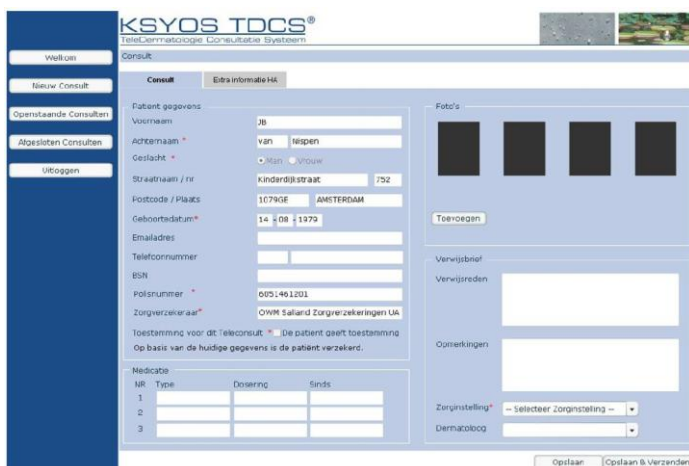 KSYOS TDCS®
TeleDermatologie Consultatie Systeem
Welkom
Nieuw Consult
Openstaande Consulten
Afgesloten Consulten
Uitloggen
Consult
Consult
Extra informatie HA
Patient gegevens
Voornaam JB
Achternaam * van Nispen
Geslacht * Man Vrouw
Straatnaam / nr Kinderdijkstraat 752
Postcode / Plaats 1079GE AMSTERDAM
Geboortedatum* 14 - 08 - 1979
Emailadres
Telefoonnummer
BSN
Polisnummer * 6051461201
Zorgverzekeraar* OWM Salland Zorgverzekeringen UA
Toestemming voor dit Teleconsult * De patient geeft toestemming
Op basis van de huidige gegevens is de patiënt verzekerd.
Medicatie
NR Type Dosering Sinds
1
2
3
Foto's
Toevoegen
Verwijsbrief
Verwijsreden
Opmerkingen
Zorginstelling* -- Selecteer Zorginstelling --
Dermatoloog
Opslaan
Opslaan & Verzenden